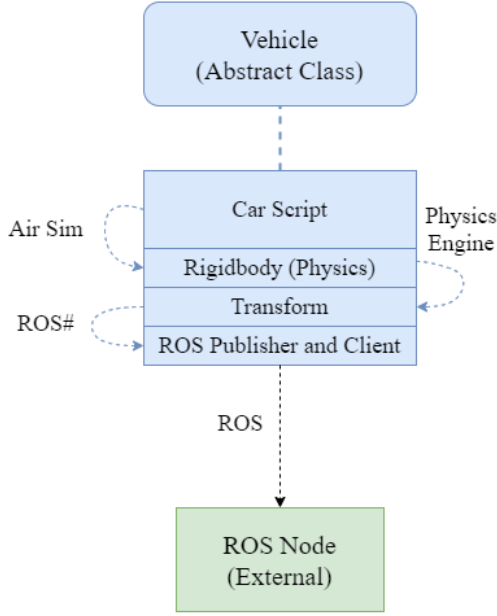 Vehicle
(Abstract Class)
Car Script
Air Sim
Physics
Engine
Rigidbody (Physics)
Transform
ROS#
ROS Publisher and Client
ROS
ROS Node
(External)